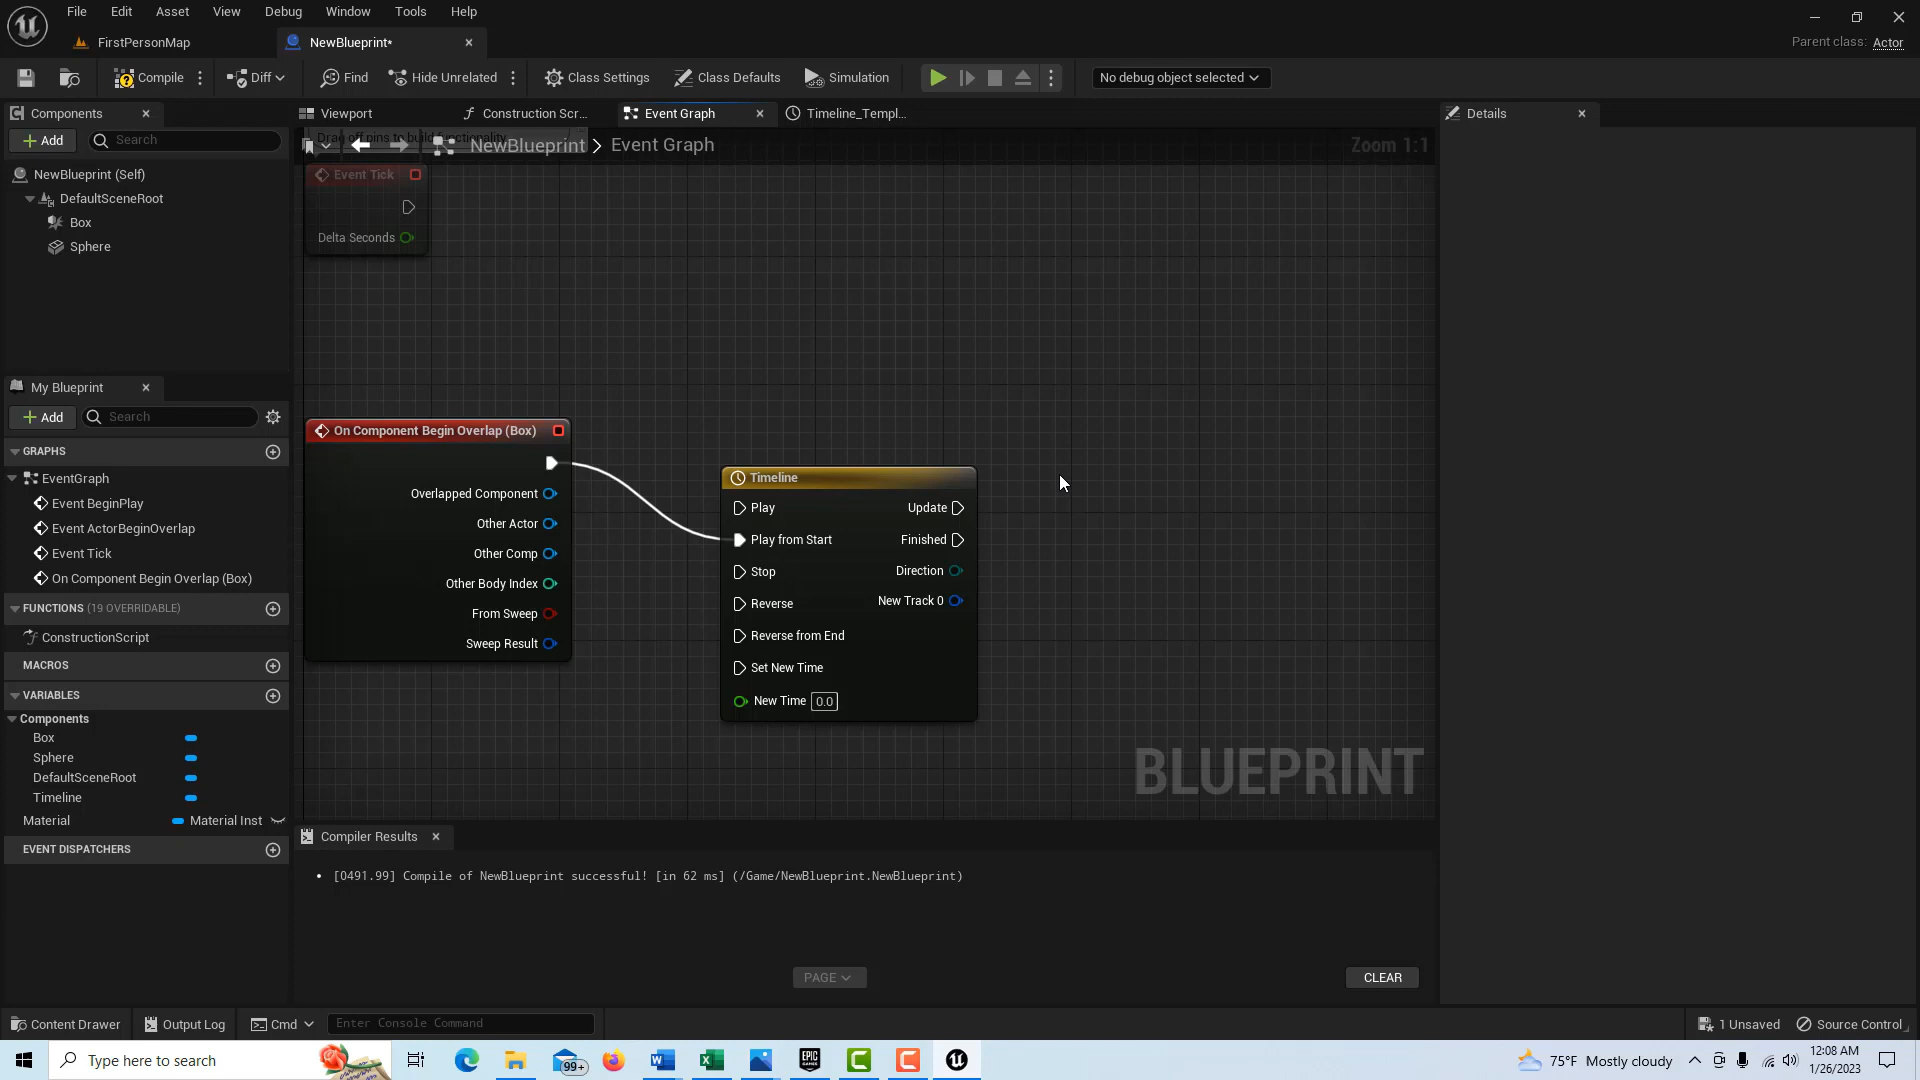 File Edit Asset View Debug Window Tools Help
FirstPersonMap
NewBlueprint*
Parent class: Actor
Compile
Diff
Find
Hide Unrelated
Class Settings
Class Defaults
Simulation
No debug object selected
Components
Viewport
Construction Scr...
Event Graph
Timeline_Templ...
Details
Add
Search
Drag off pins to build functionality.
NewBlueprint > Event Graph
Zoom 1:1
NewBlueprint (Self)
DefaultSceneRoot
Box
Sphere
Event Tick
Delta Seconds
My Blueprint
Add
Search
GRAPHS
EventGraph
Event BeginPlay
Event ActorBeginOverlap
Event Tick
On Component Begin Overlap (Box)
FUNCTIONS (19 OVERRIDABLE)
ConstructionScript
MACROS
VARIABLES
Components
Box
Sphere
DefaultSceneRoot
Timeline
Material
Material Inst
EVENT DISPATCHERS
On Component Begin Overlap (Box)
Overlapped Component
Other Actor
Other Comp
Other Body Index
From Sweep
Sweep Result
Timeline
Play
Update
Play from Start
Finished
Stop
Direction
Reverse
New Track 0
Reverse from End
Set New Time
New Time 0.0
BLUEPRINT
Compiler Results
• [0491.99] Compile of NewBlueprint successful! [in 62 ms] (/Game/NewBlueprint.NewBlueprint)
PAGE
CLEAR
Content Drawer
Output Log
Cmd
Enter Console Command
1 Unsaved
Source Control
Type here to search
99+
EPIC GAMES
75°F Mostly cloudy
12:08 AM
1/26/2023